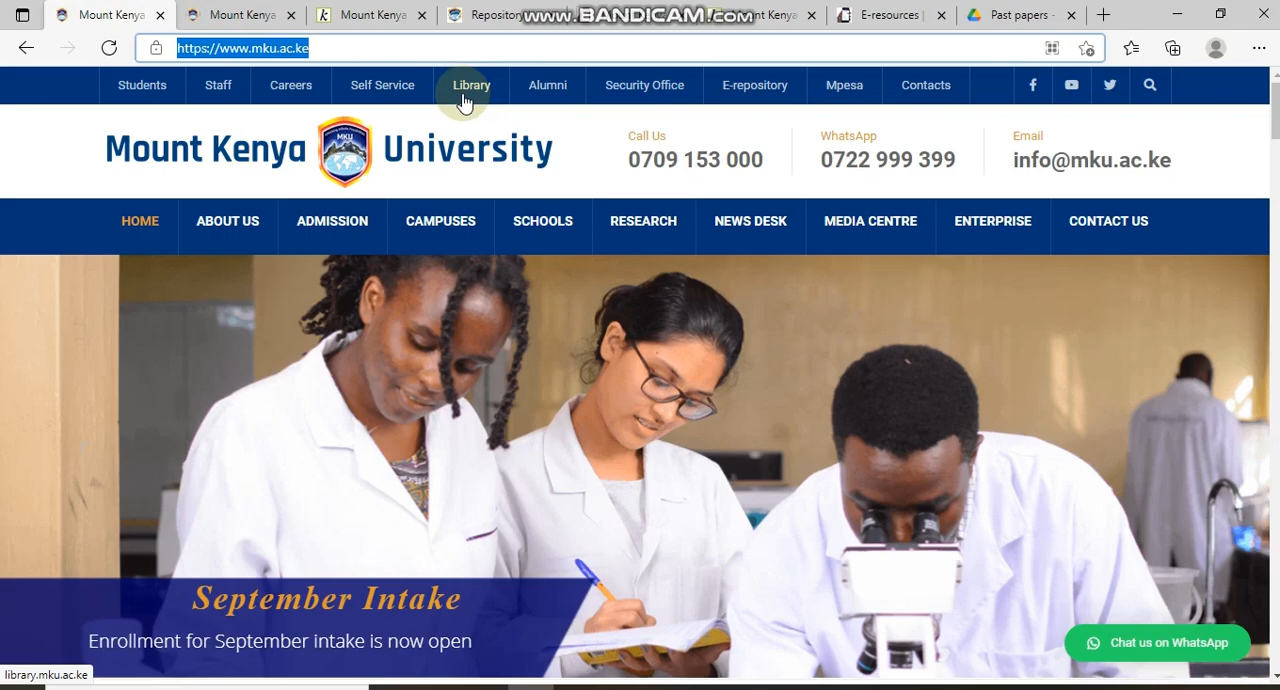 Mount Kenya
Mount Kenya
Mount Kenya
Repository
www.BANDICAM.com
Kenya
E-resources |
Past papers -
https://www.mku.ac.ke
Students
Staff
Careers
Self Service
Library
Alumni
Security Office
E-repository
Mpesa
Contacts
Mount Kenya
MKU
University
Call Us
0709 153 000
WhatsApp
0722 999 399
Email
info@mku.ac.ke
HOME
ABOUT US
ADMISSION
CAMPUSES
SCHOOLS
RESEARCH
NEWS DESK
MEDIA CENTRE
ENTERPRISE
CONTACT US
September Intake
Enrollment for September intake is now open
Chat us on WhatsApp
library.mku.ac.ke